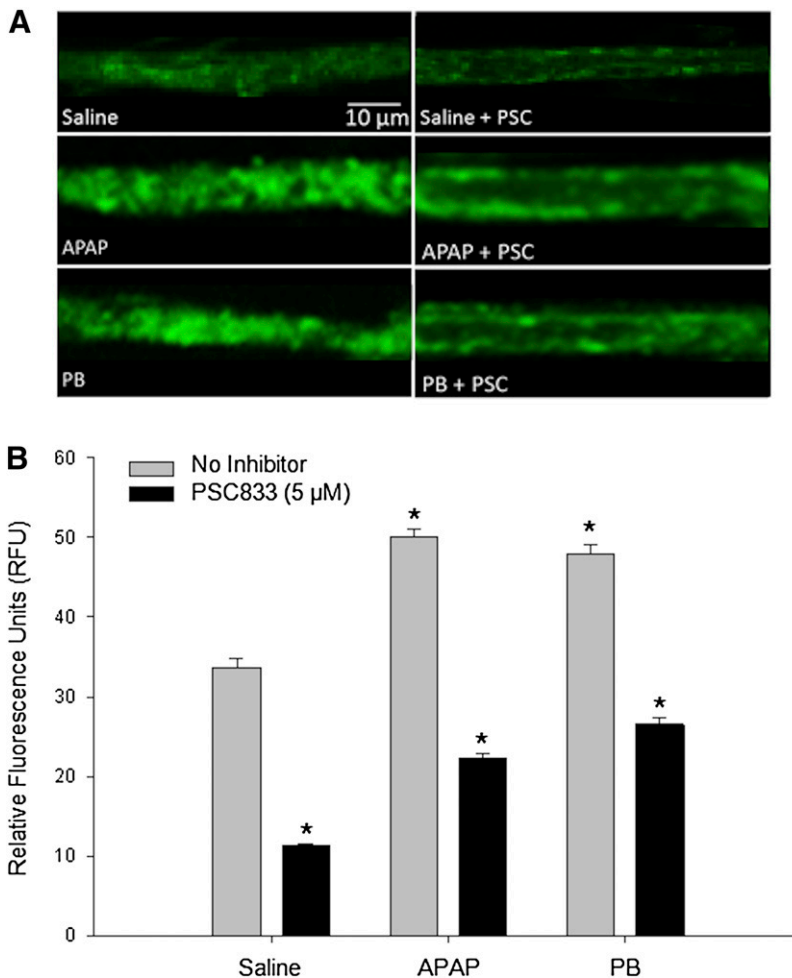 A
Saline
10 μm
Saline + PSC
APAP
APAP + PSC
PB
PB + PSC
B
No Inhibitor
PSC833 (5 μM)
Relative Fluorescence Units (RFU)
60
50
40
30
20
10
0
*
*
*
*
*
Saline
APAP
PB